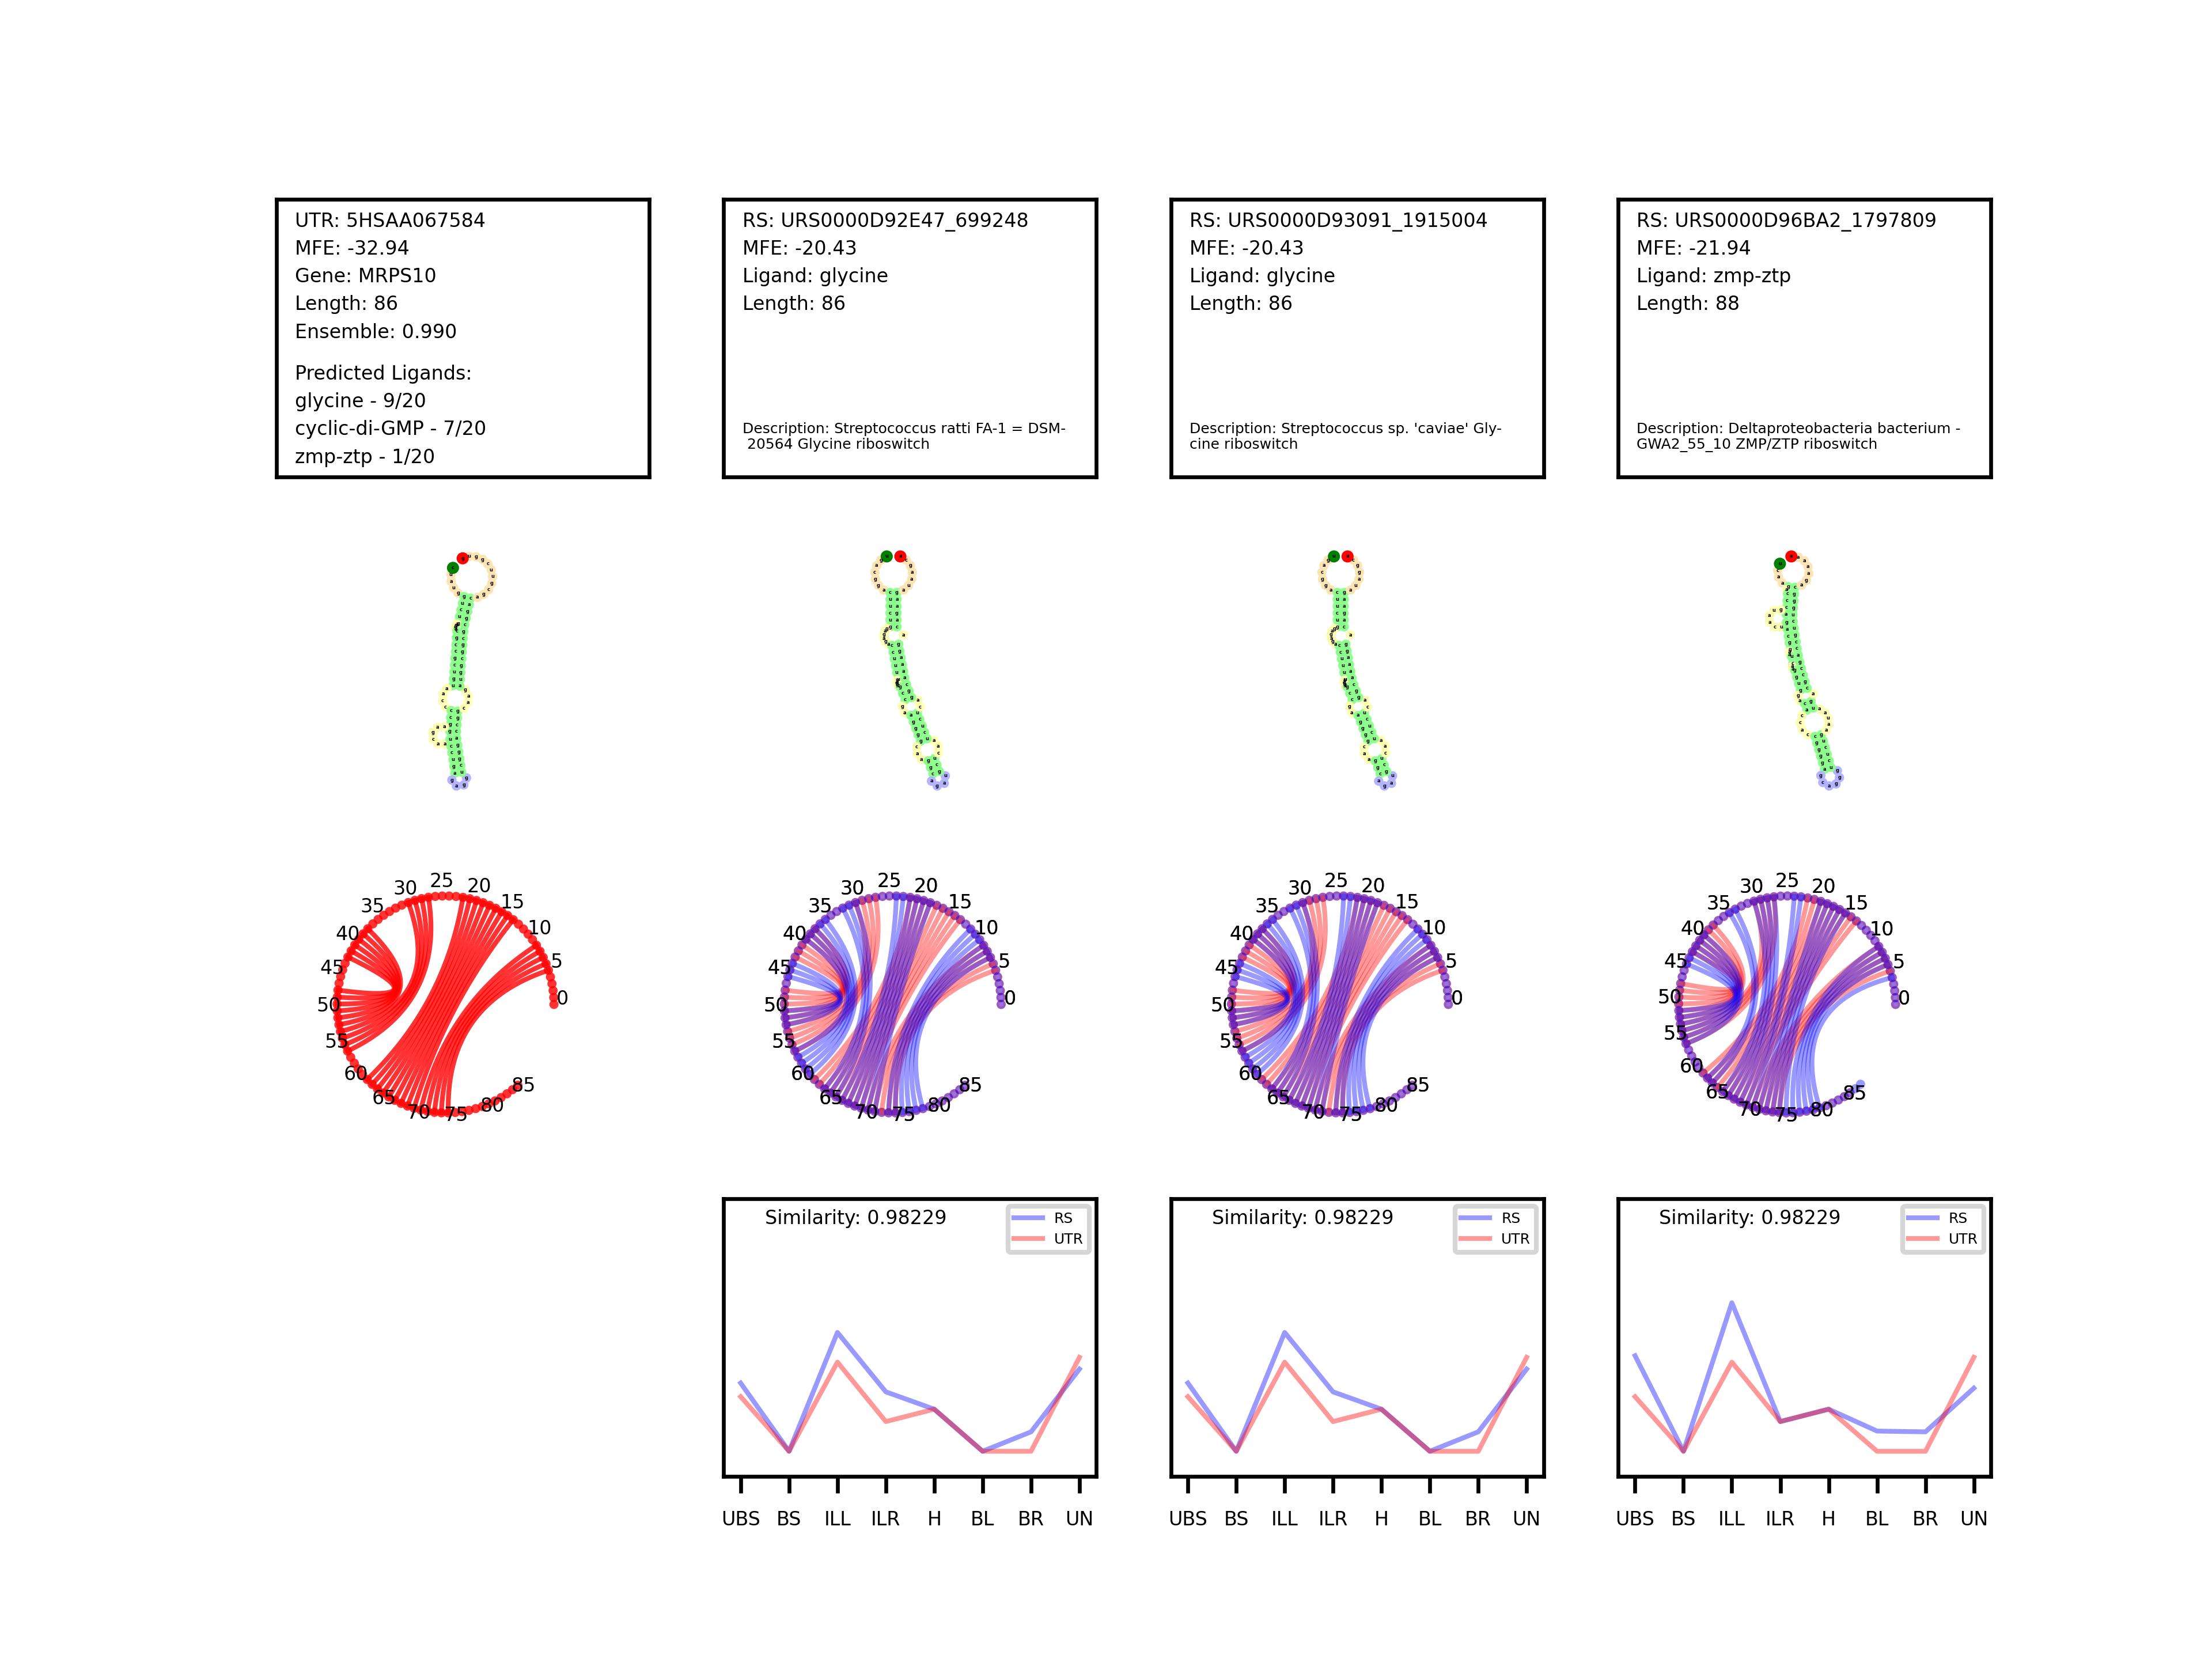 UTR: 5HSAA067584
MFE: -32.94
Gene: MRPS10
Length: 86
Ensemble: 0.990
Predicted Ligands:
glycine - 9/20
cyclic-di-GMP - 7/20
zmp-ztp - 1/20
RS: URS0000D92E47_699248
MFE: -20.43
Ligand: glycine
Length: 86
Description: Streptococcus ratti FA-1 = DSM-
20564 Glycine riboswitch
RS: URS0000D93091_1915004
MFE: -20.43
Ligand: glycine
Length: 86
Description: Streptococcus sp. 'caviae' Gly-
cine riboswitch
RS: URS0000D96BA2_1797809
MFE: -21.94
Ligand: zmp-ztp
Length: 88
Description: Deltaproteobacteria bacterium -
GWA2_55_10 ZMP/ZTP riboswitch
0 5 10 15 20 25 30 35 40 45 50 55 60 65 70 75 80 85
0 5 10 15 20 25 30 35 40 45 50 55 60 65 70 75 80 85
0 5 10 15 20 25 30 35 40 45 50 55 60 65 70 75 80 85
0 5 10 15 20 25 30 35 40 45 50 55 60 65 70 75 80 85
Similarity: 0.98229
RS
UTR
UBS BS ILL ILR H BL BR UN
Similarity: 0.98229
RS
UTR
UBS BS ILL ILR H BL BR UN
Similarity: 0.98229
RS
UTR
UBS BS ILL ILR H BL BR UN